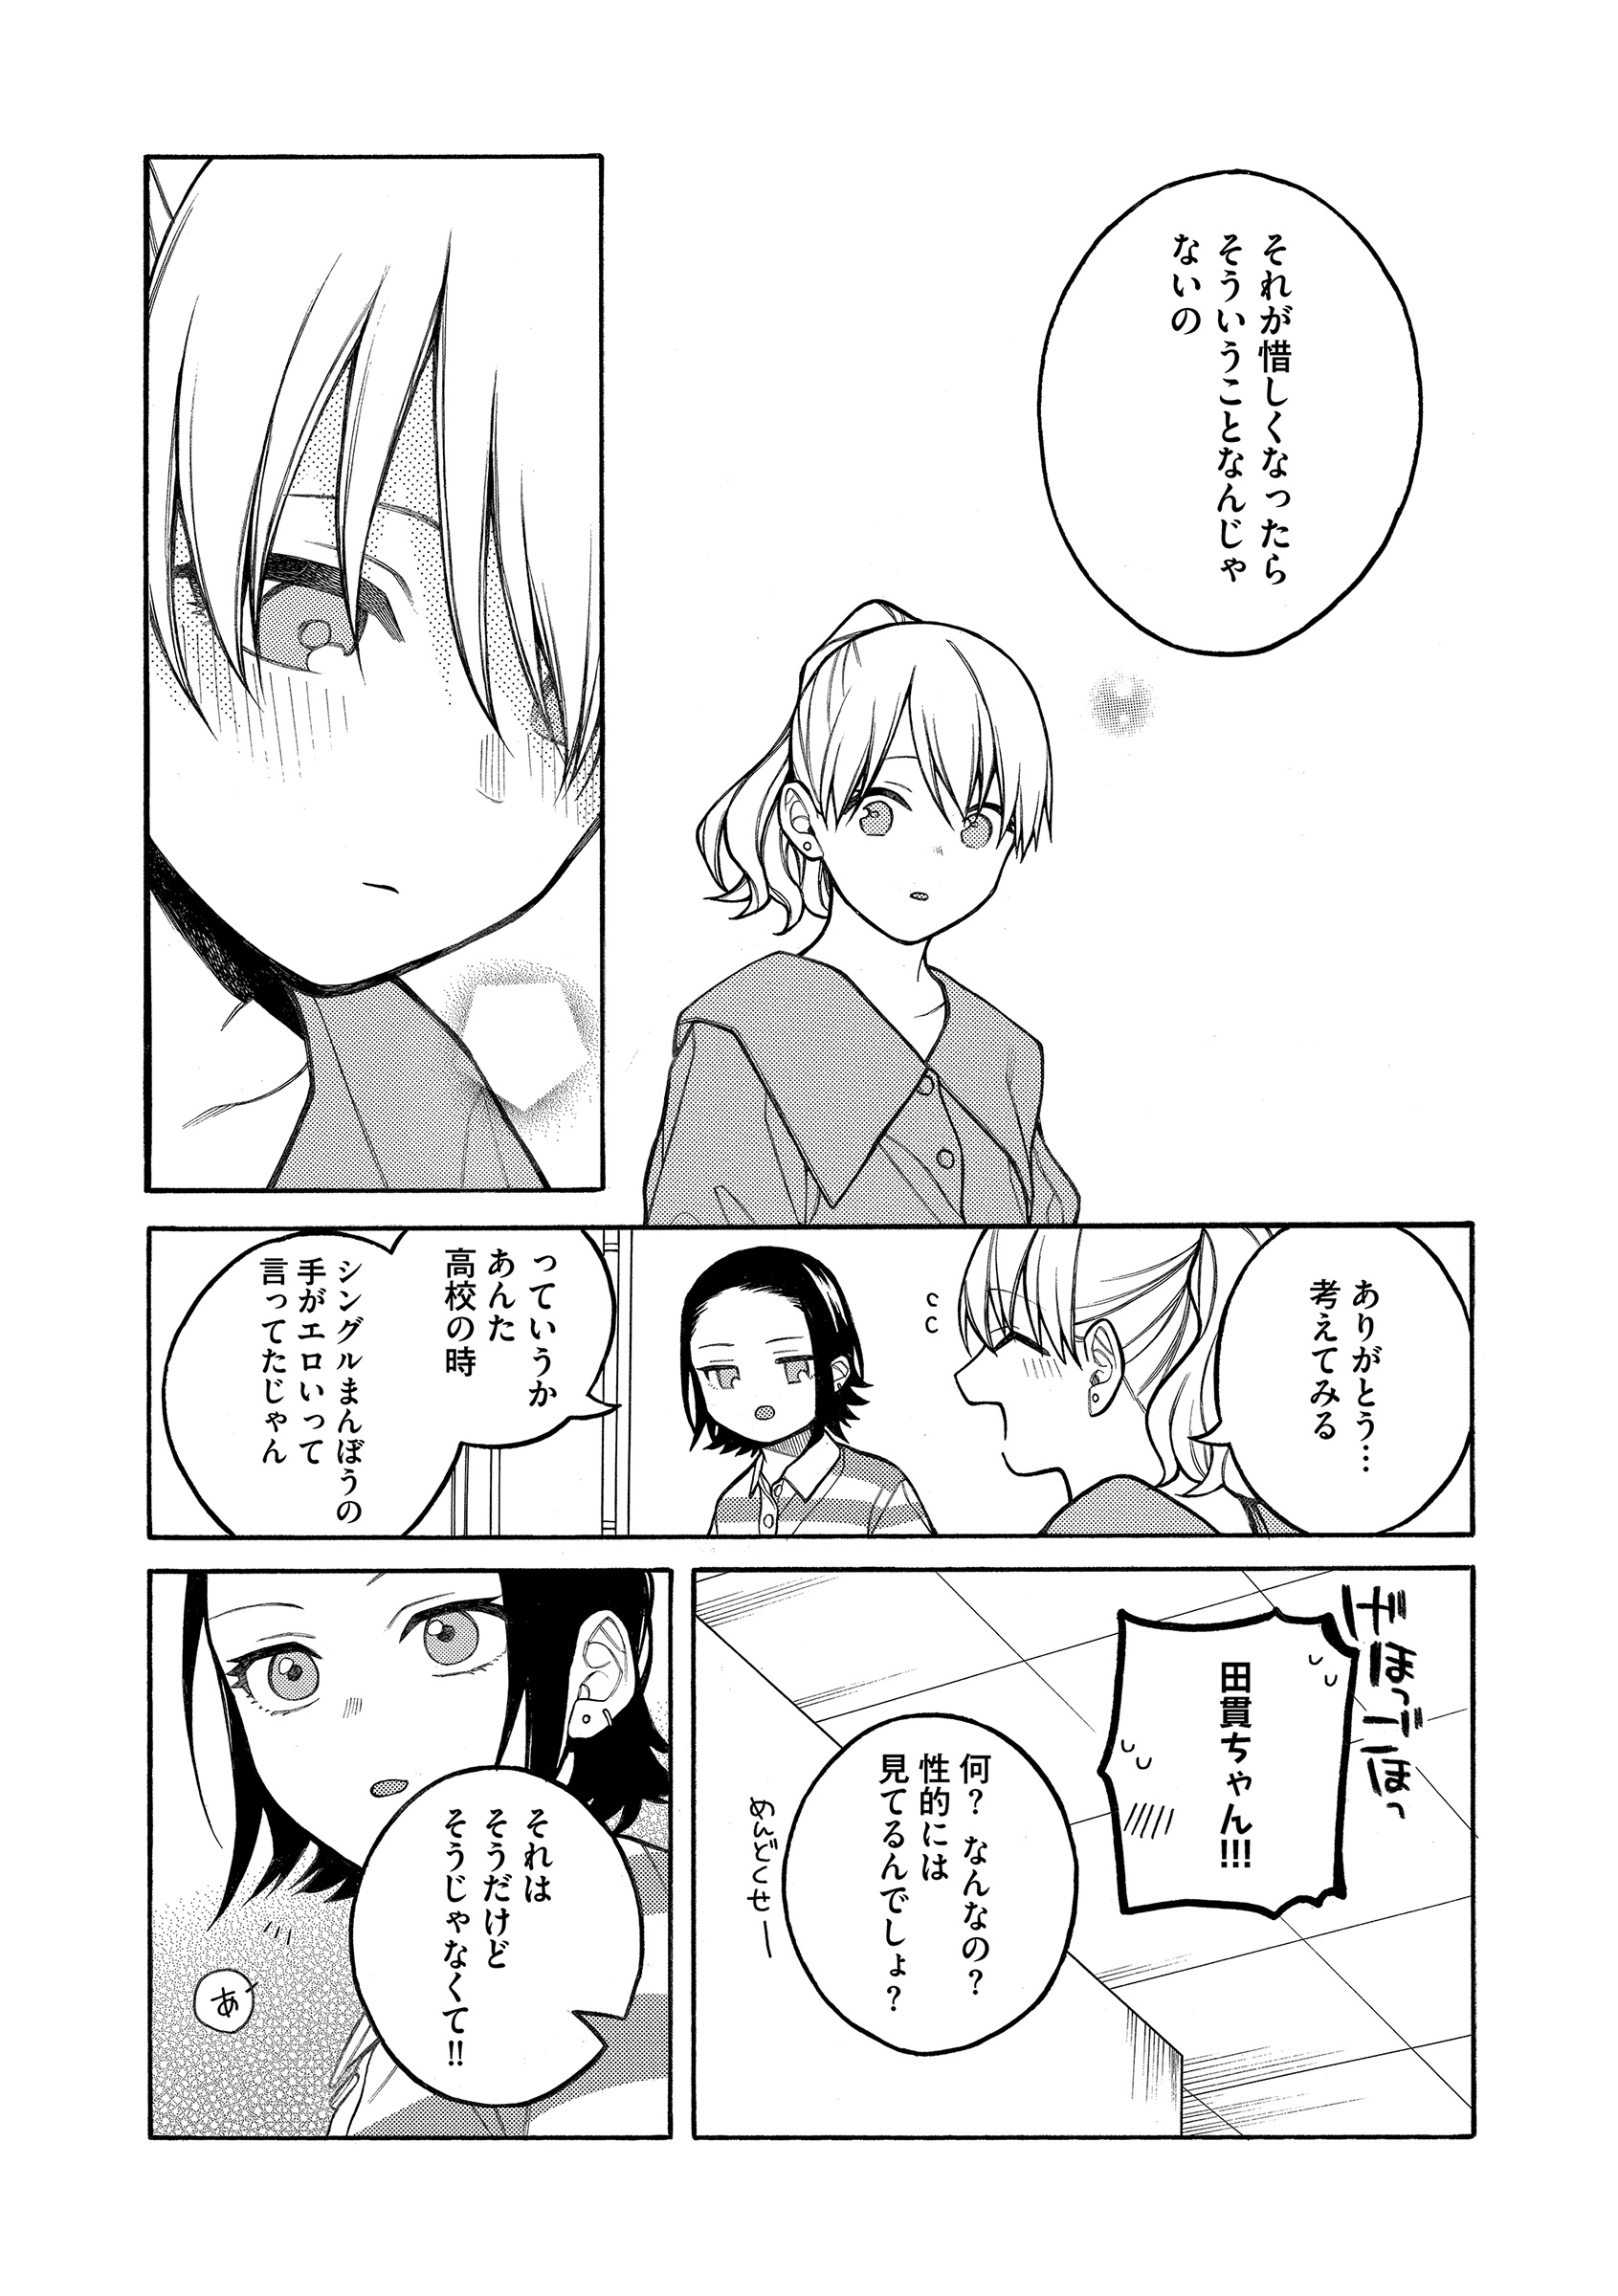 それが惜しくなったら
そういうことなんじゃ
ないの
ありがとう…
考えてみる
っていうか
あんた
高校の時
シングルまんぼうの
手がエロいって
言ってたじゃん
げほっごほっ
田貫ちゃん!!!
何？なんなの？
性的には
見てるんでしょ？
めんどくせー
それは
そうだけど
そうじゃなくて!!
あ